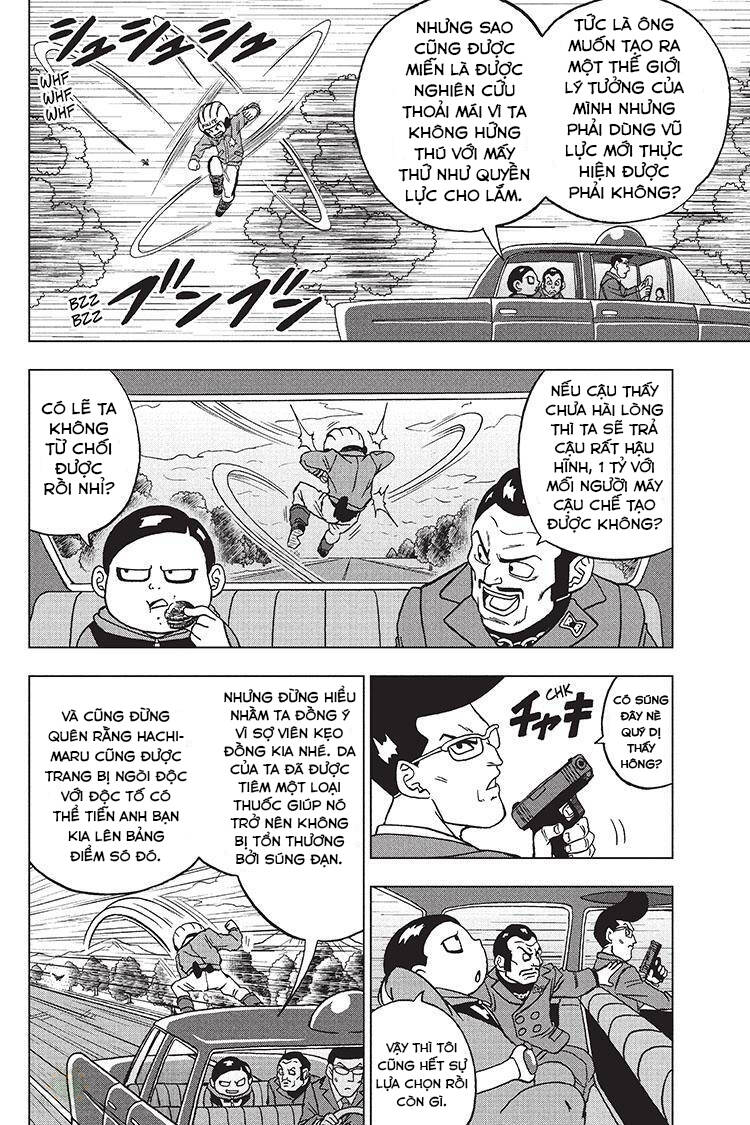 TỨC LÀ ÔNG
MUỐN TẠO RA
MỘT THẾ GIỚI
LÝ TƯỞNG CỦA
MÌNH NHƯNG
PHẢI DÙNG VŨ
LỰC MỚI THỰC
HIỆN ĐƯỢC
PHẢI KHÔNG?
NHƯNG SAO
CŨNG ĐƯỢC
MIỄN LÀ ĐƯỢC
NGHIÊN CỨU
THOẢI MÁI VÌ TA
KHÔNG HỨNG
THÚ VỚI MẤY
THỨ NHƯ QUYỀN
LỰC CHO LẮM.
シュシュシュ
WHF
WHF
WHF
ブンブン
BZZ
BZZ
NẾU CẬU THẤY
CHƯA HÀI LÒNG
THÌ TA SẼ TRẢ
CẬU RẤT HẬU
HĨNH, 1 TỶ VỚI
MỖI NGƯỜI MÁY
CẬU CHẾ TẠO
ĐƯỢC KHÔNG?
CÓ LẼ TA
KHÔNG
TỪ CHỐI
ĐƯỢC
RỒI NHỈ?
CÓ SÚNG
ĐÂY NÈ
QUÝ DỊ
THẤY
HÔNG?
CHK
チャキ
VẬY THÌ TÔI
CŨNG HẾT SỰ
LỰA CHỌN RỒI
CÒN GÌ.
NHƯNG ĐỪNG HIỂU
NHẦM TA ĐỒNG Ý
VÌ SỢ VIÊN KẸO
ĐỒNG KIA NHÉ. DA
CỦA TA ĐÃ ĐƯỢC
TIÊM MỘT LOẠI
THUỐC GIÚP NÓ
TRỞ NÊN KHÔNG
BỊ TỔN THƯƠNG
BỞI SÚNG ĐẠN.
VÀ CŨNG ĐỪNG
QUÊN RẰNG HACHI-
MARU CŨNG ĐƯỢC
TRANG BỊ NGÒI ĐỘC
VỚI ĐỘC TỐ CÓ
THỂ TIỄN ANH BẠN
KIA LÊN BẢNG
ĐIỂM SỐ ĐÓ.